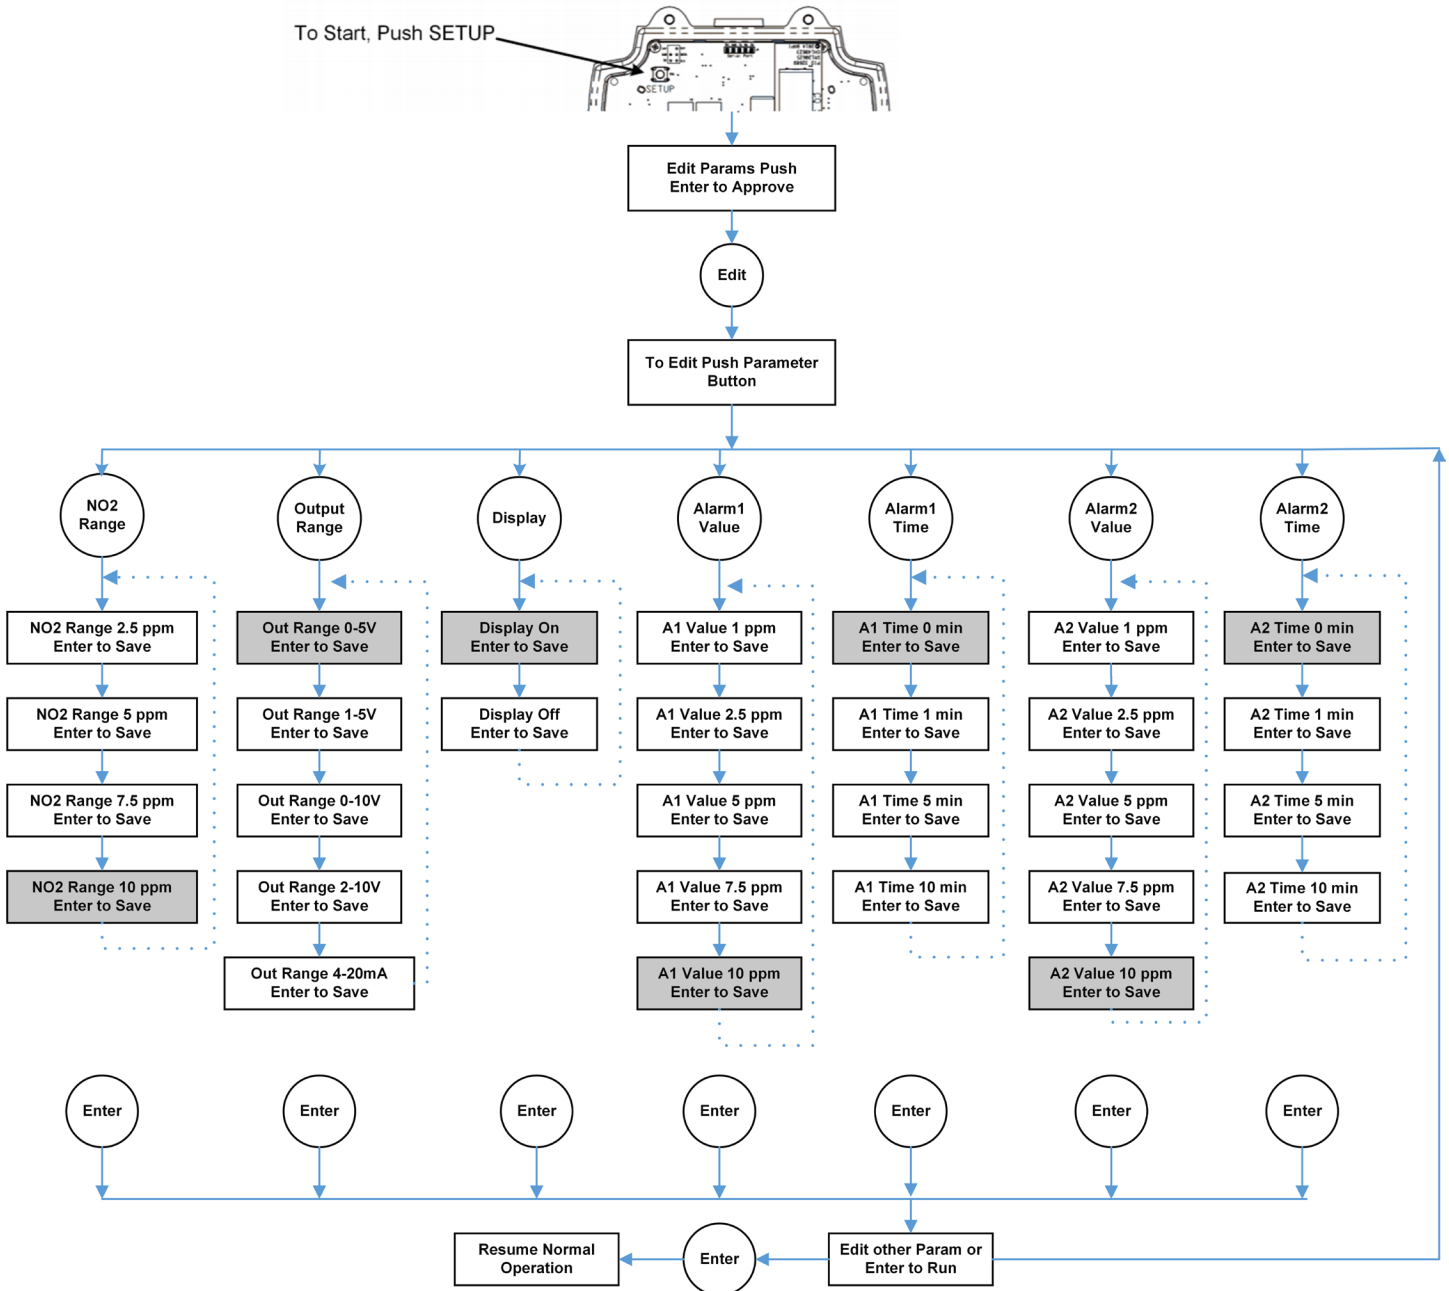 To Start, Push SETUP
Serial Port
SETUP
Edit Params Push
Enter to Approve
Edit
To Edit Push Parameter
Button
NO2
Range
Output
Range
Display
Alarm1
Value
Alarm1
Time
Alarm2
Value
Alarm2
Time
NO2 Range 2.5 ppm
Enter to Save
Out Range 0-5V
Enter to Save
Display On
Enter to Save
A1 Value 1 ppm
Enter to Save
A1 Time 0 min
Enter to Save
A2 Value 1 ppm
Enter to Save
A2 Time 0 min
Enter to Save
NO2 Range 5 ppm
Enter to Save
Out Range 1-5V
Enter to Save
Display Off
Enter to Save
A1 Value 2.5 ppm
Enter to Save
A1 Time 1 min
Enter to Save
A2 Value 2.5 ppm
Enter to Save
A2 Time 1 min
Enter to Save
NO2 Range 7.5 ppm
Enter to Save
Out Range 0-10V
Enter to Save
A1 Value 5 ppm
Enter to Save
A1 Time 5 min
Enter to Save
A2 Value 5 ppm
Enter to Save
A2 Time 5 min
Enter to Save
NO2 Range 10 ppm
Enter to Save
Out Range 2-10V
Enter to Save
A1 Value 7.5 ppm
Enter to Save
A1 Time 10 min
Enter to Save
A2 Value 7.5 ppm
Enter to Save
A2 Time 10 min
Enter to Save
Out Range 4-20mA
Enter to Save
A1 Value 10 ppm
Enter to Save
A2 Value 10 ppm
Enter to Save
Enter
Enter
Enter
Enter
Enter
Enter
Enter
Resume Normal
Operation
Enter
Edit other Param or
Enter to Run